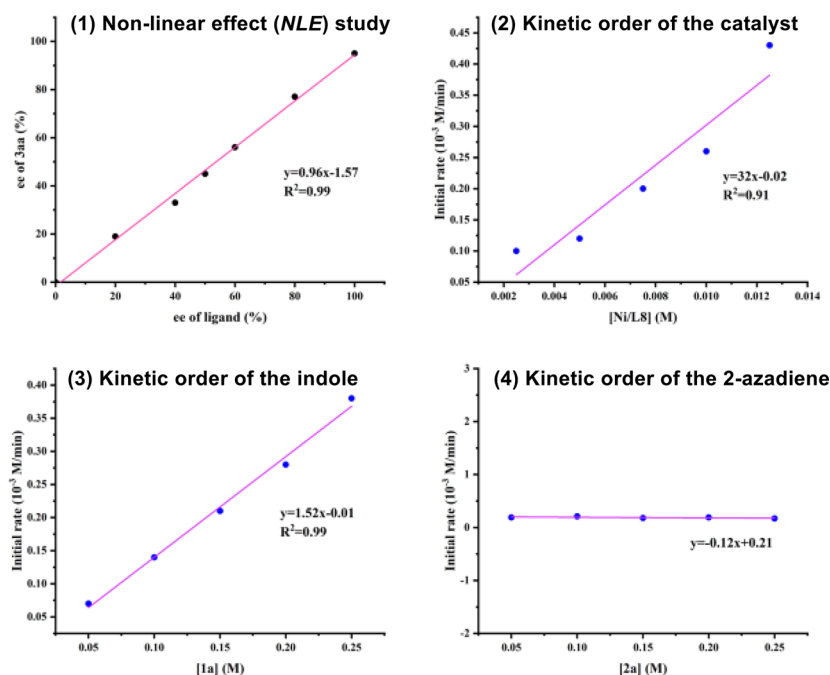 (1) Non-linear effect (NLE) study
100
80
60
40
20
0
ee of 3aa (%)
y=0.96x-1.57
R²=0.99
0 20 40 60 80 100
ee of ligand (%)
(2) Kinetic order of the catalyst
0.45
0.40
0.35
0.30
0.25
0.20
0.15
0.10
0.05
Initial rate (10⁻³ M/min)
y=32x-0.02
R²=0.91
0.002 0.004 0.006 0.008 0.010 0.012 0.014
[Ni/L8] (M)
(3) Kinetic order of the indole
0.40
0.35
0.30
0.25
0.20
0.15
0.10
0.05
Initial rate (10⁻³ M/min)
y=1.52x-0.01
R²=0.99
0.05 0.10 0.15 0.20 0.25
[1a] (M)
(4) Kinetic order of the 2-azadiene
3
2
1
0
-1
-2
Initial rate (10⁻³ M/min)
y=-0.12x+0.21
0.05 0.10 0.15 0.20 0.25
[2a] (M)